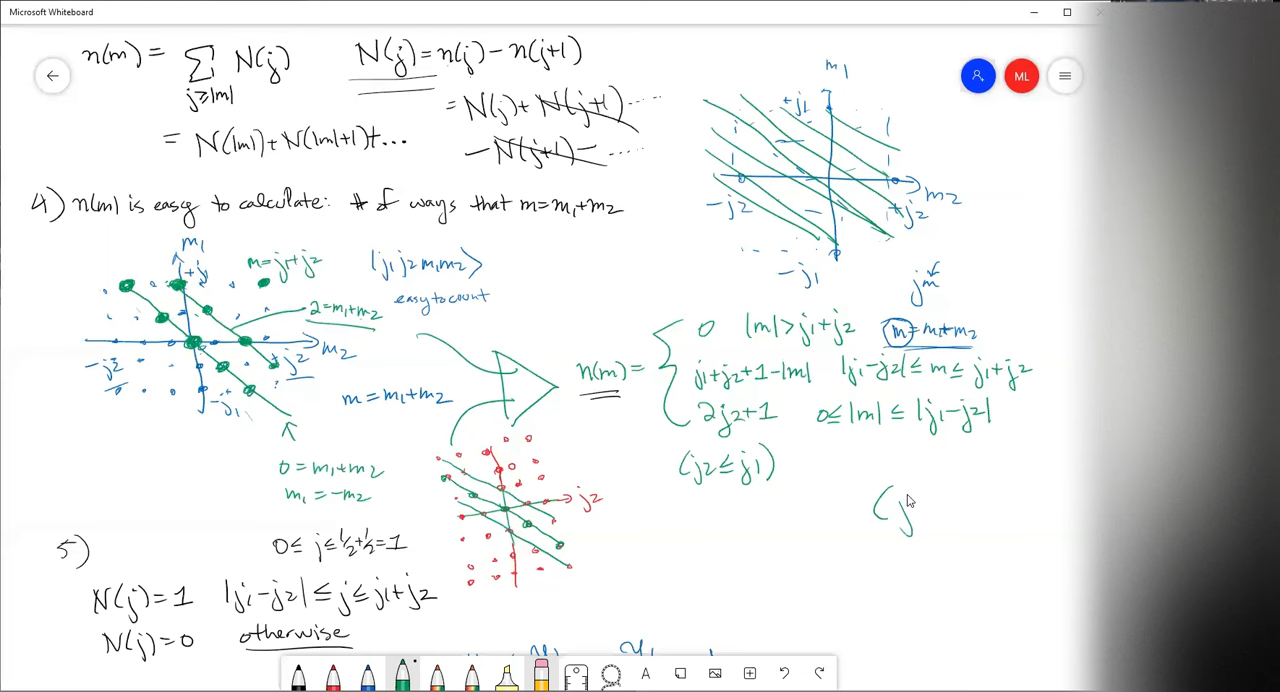 Microsoft Whiteboard
n(m) = Σ N(j)
j≥|m|
= N(|m|) + N(|m|+1) + ...
N(j) = n(j) − n(j+1)
= N(j) + N(j+1) ....
− N(j+1) − ....
ML
4) n(m) is easy to calculate: # of ways that m = m1+m2
m1
+j1
m = j1+j2
2 = m1+m2
m2
−j2
+j2
−j1
|j1 j2 m1 m2⟩
easy to count
m = m1+m2
0 = m1+m2
m1 = −m2
j2
m1
+j1
m2
−j2
+j2
−j1
jm
n(m) = { 0 |m| > j1+j2
m = m1+m2
j1+j2+1−|m| |j1−j2| ≤ m ≤ j1+j2
2j2+1 0 ≤ |m| ≤ |j1−j2|
(j2 ≤ j1)
(j
5)
0 ≤ j ≤ 1/2+1/2 = 1
N(j) = 1 |j1−j2| ≤ j ≤ j1+j2
N(j) = 0 otherwise
A